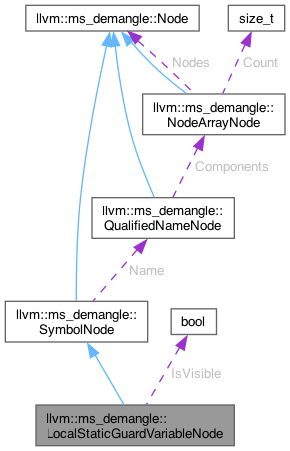 llvm::ms_demangle::Node
size_t
Nodes
Count
llvm::ms_demangle::
NodeArrayNode
Components
llvm::ms_demangle::
QualifiedNameNode
Name
llvm::ms_demangle::
SymbolNode
bool
IsVisible
llvm::ms_demangle::
LocalStaticGuardVariableNode